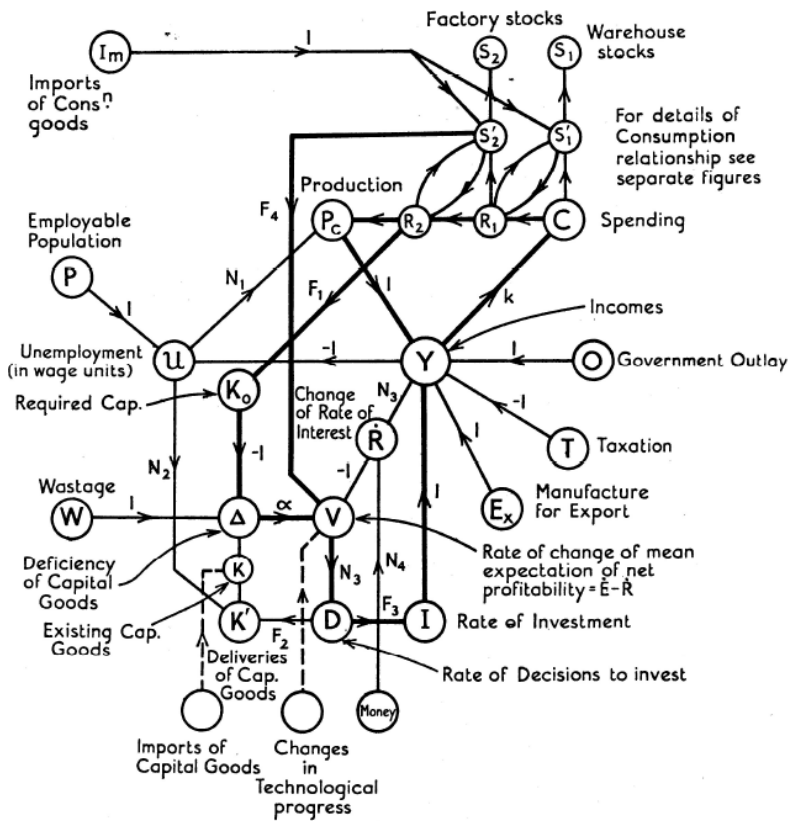 Factory stocks
Warehouse
stocks
S₂
S₁
Im
I
Imports
of Consⁿ.
goods
For details of
Consumption
relationship see
separate figures
S₂′
S₁′
Production
F₄
Pc
R₂
R₁
C
Spending
Employable
Population
P
I
N₁
F₁
I
k
Incomes
Unemployment
(in wage units)
U
-I
Y
I
O
Government Outlay
Required Cap.
K₀
Change
of Rate of
Interest
N₃
Ṙ
-I
T
Taxation
I
N₂
-I
-I
Wastage
W
I
Δ
α
V
I
Ex
Manufacture
for Export
Deficiency
of Capital
Goods
K
N₃
N₄
Rate of change of mean
expectation of net
profitability = Ė-Ṙ
Existing Cap.
Goods
K′
F₂
D
F₃
I
Rate of Investment
Deliveries
of Cap.
Goods
Rate of Decisions to invest
Money
Imports of
Capital Goods
Changes
in
Technological
progress